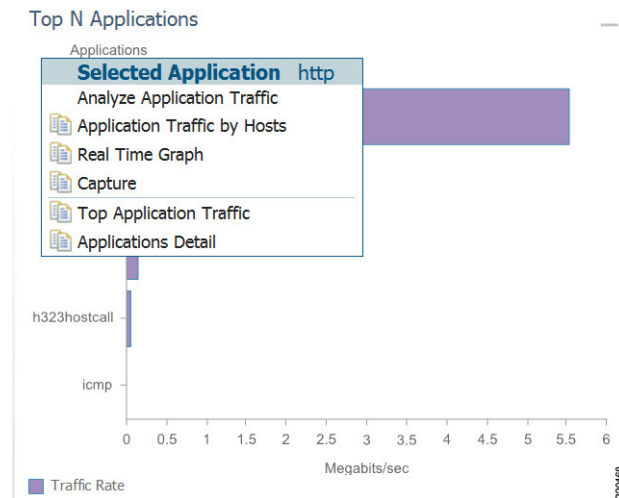 Top N Applications
Applications
Selected Application http
Analyze Application Traffic
Application Traffic by Hosts
Real Time Graph
Capture
Top Application Traffic
Applications Detail
h323hostcall
icmp
0 0.5 1 1.5 2 2.5 3 3.5 4 4.5 5 5.5 6
Megabits/sec
Traffic Rate